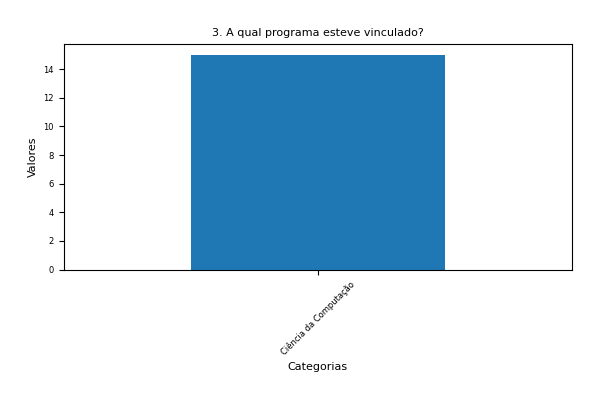 3. A qual programa esteve vinculado?
Valores
14
12
10
8
6
4
2
0
Ciência da Computação
Categorias